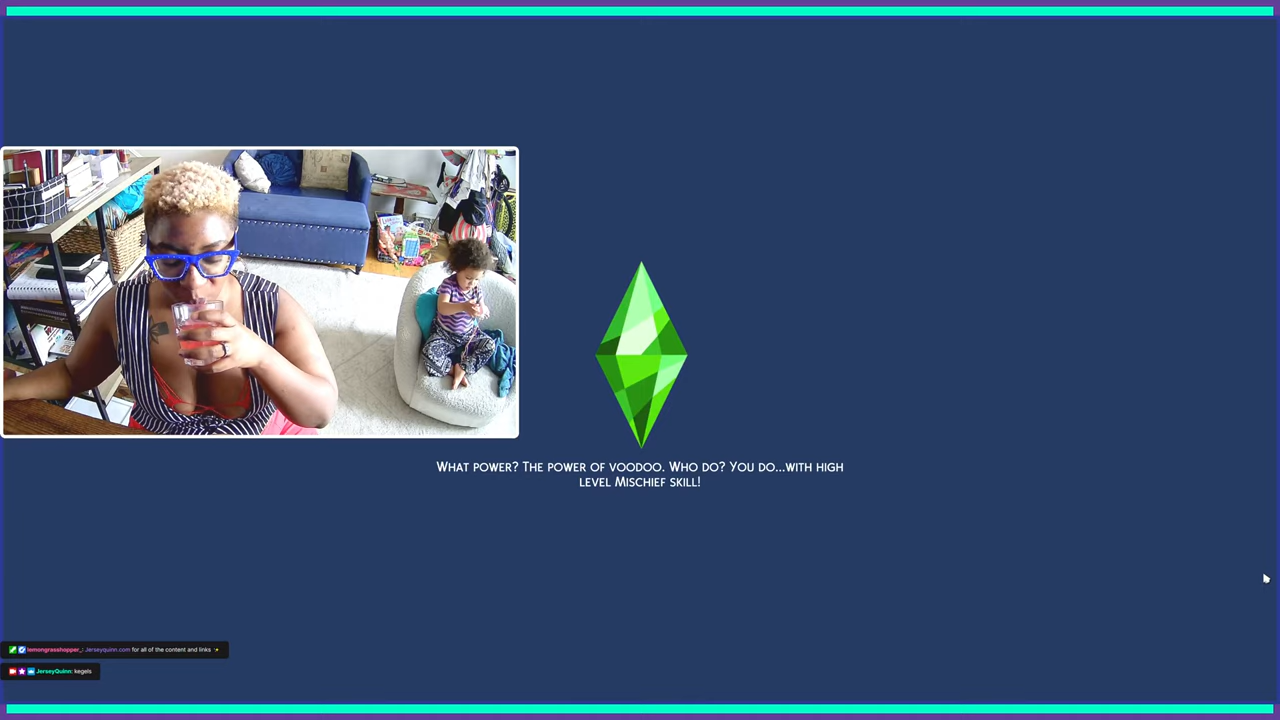 What power? The power of voodoo. Who do? You do...with high
level Mischief skill!
lemongrasshopper_: Jerseyquinn.com for all of the content and links ✨
JerseyQuinn: kegels